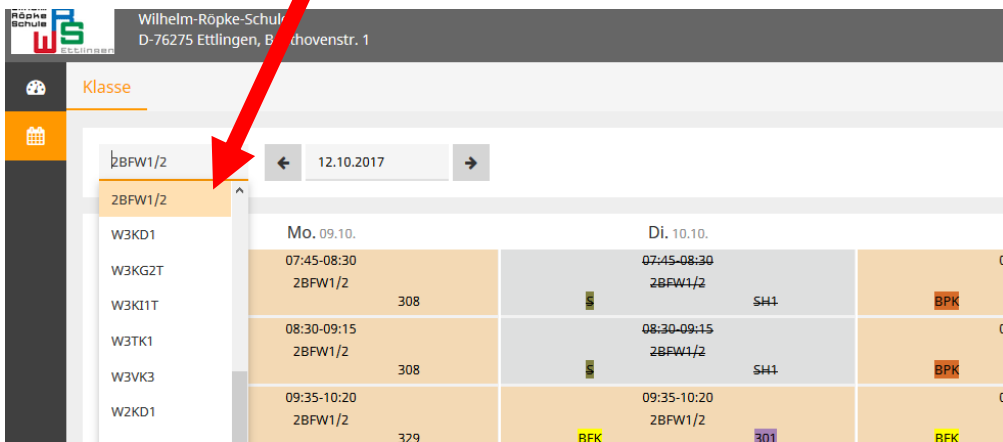 Röpke
Schule
WRS
Ettlingen
Wilhelm-Röpke-Schule
D-76275 Ettlingen, Beethovenstr. 1
Klasse
2BFW1/2
12.10.2017
2BFW1/2
W3KD1
W3KG2T
W3KI1T
W3TK1
W3VK3
W2KD1
Mo. 09.10.
Di. 10.10.
07:45-08:30
07:45-08:30
2BFW1/2
2BFW1/2
308
S
SH1
BPK
08:30-09:15
08:30-09:15
2BFW1/2
2BFW1/2
308
S
SH1
BPK
09:35-10:20
09:35-10:20
2BFW1/2
2BFW1/2
329
BFK
301
BFK